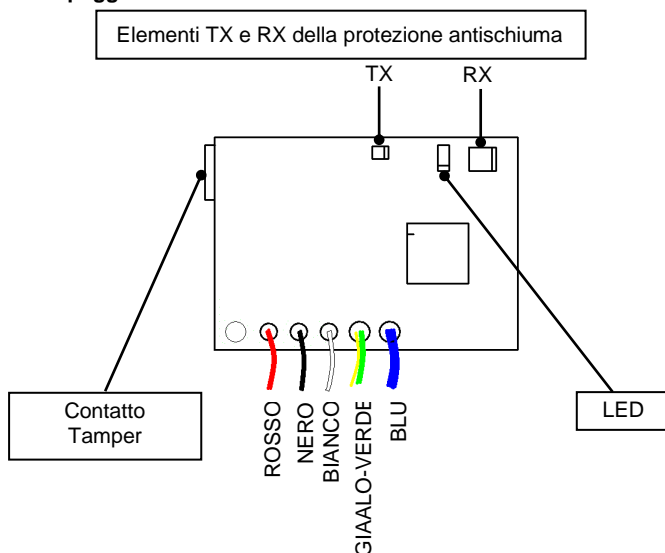 Elementi TX e RX della protezione antischiuma
TX
RX
Contatto
Tamper
ROSSO
NERO
BIANCO
GIAALO-VERDE
BLU
LED